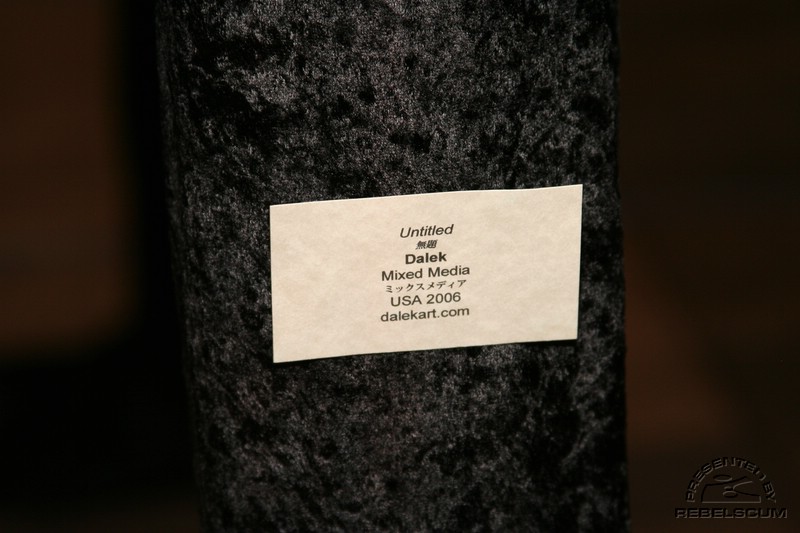 Untitled
無題
Dalek
Mixed Media
ミックスメディア
USA 2006
dalekart.com
PRESENTED BY
REBELSCUM